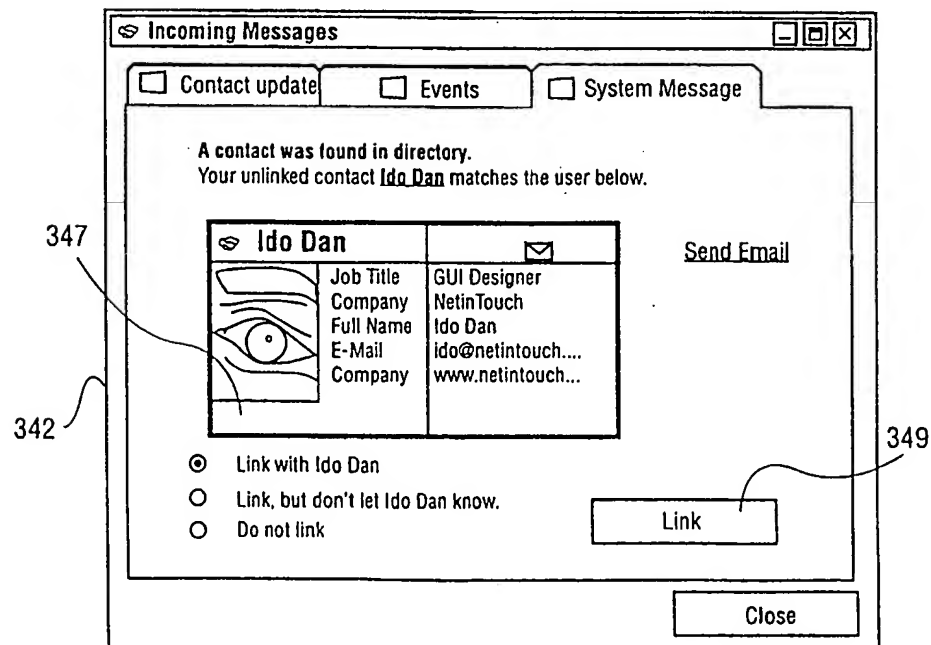 Incoming Messages
Contact update
Events
System Message
A contact was found in directory.
Your unlinked contact Ido Dan matches the user below.
347
Ido Dan
Send Email
Job Title GUI Designer
Company NetinTouch
Full Name Ido Dan
E-Mail ido@netintouch....
Company www.netintouch...
342
349
Link with Ido Dan
Link, but don't let Ido Dan know.
Do not link
Link
Close